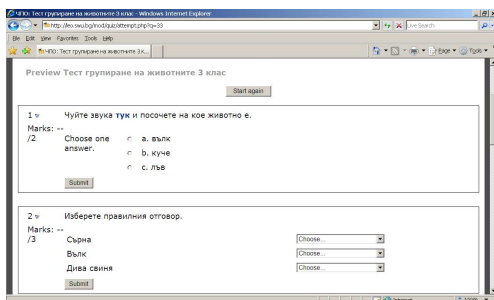 ЧПО: Тест групиране на животните 3 клас - Windows Internet Explorer
http://leo.swu.bg/mod/quiz/attempt.php?q=33
Live Search
File Edit View Favorites Tools Help
ЧПО: Тест групиране на животните 3 к...
Page Tools
Preview Тест групиране на животните 3 клас
Start again
1 Чуйте звука тук и посочете на кое животно е.
Marks: --
/2 Choose one answer.
a. вълк
b. куче
c. лъв
Submit
2 Изберете правилния отговор.
Marks: --
/3 Сърна Choose...
Вълк Choose...
Дива свиня Choose...
Submit
Internet 100%